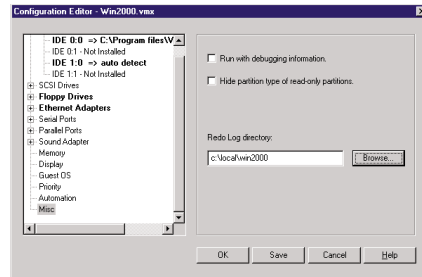 Configuration Editor - Win2000.vmx
IDE 0:0 => C:\Program files\V
IDE 0:1 - Not Installed
IDE 1:0 => auto detect
IDE 1:1 - Not Installed
SCSI Drives
Floppy Drives
Ethernet Adapters
Serial Ports
Parallel Ports
Sound Adapter
Memory
Display
Guest OS
Priority
Automation
Misc
Run with debugging information.
Hide partition type of read-only partitions.
Redo Log directory:
c:\local\win2000
Browse...
OK
Save
Cancel
Help